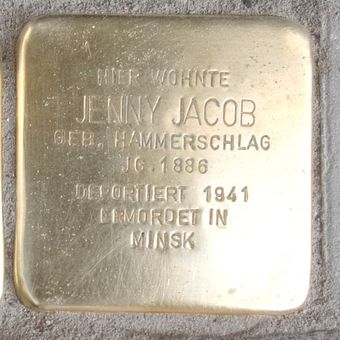 HIER WOHNTE
JENNY JACOB
GEB. HAMMERSCHLAG
JG. 1886
DEPORTIERT 1941
ERMORDET IN
MINSK